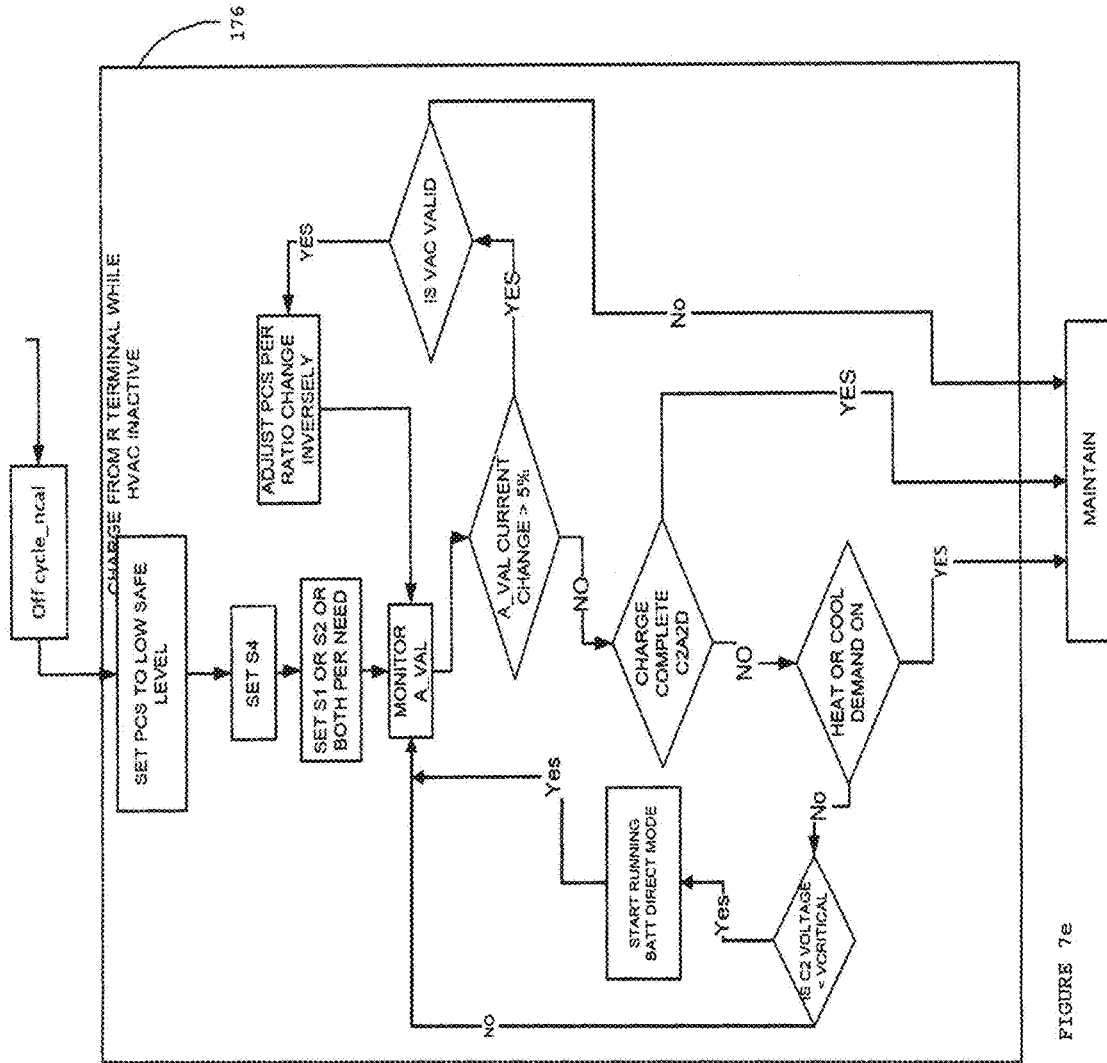 176
Off cycle_ncal
CHARGE FROM R TERMINAL WHILE
HVAC INACTIVE
SET PCS TO LOW SAFE
LEVEL
SET S4
SET S1 OR S2 OR
BOTH PER NEED
MONITOR
A_VAL
ADJUST PCS PER
RATIO CHANGE
INVERSELY
YES
IS VAC VALID
A_VAL CURRENT
CHANGE > 5%
YES
No
NO
CHARGE
COMPLETE
C2A2D
YES
NO
HEAT OR COOL
DEMAND ON
YES
No
IS C2 VOLTAGE
< VCRITICAL
Yes
START RUNNING
BATT DIRECT MODE
Yes
NO
MAINTAIN
FIGURE 7e